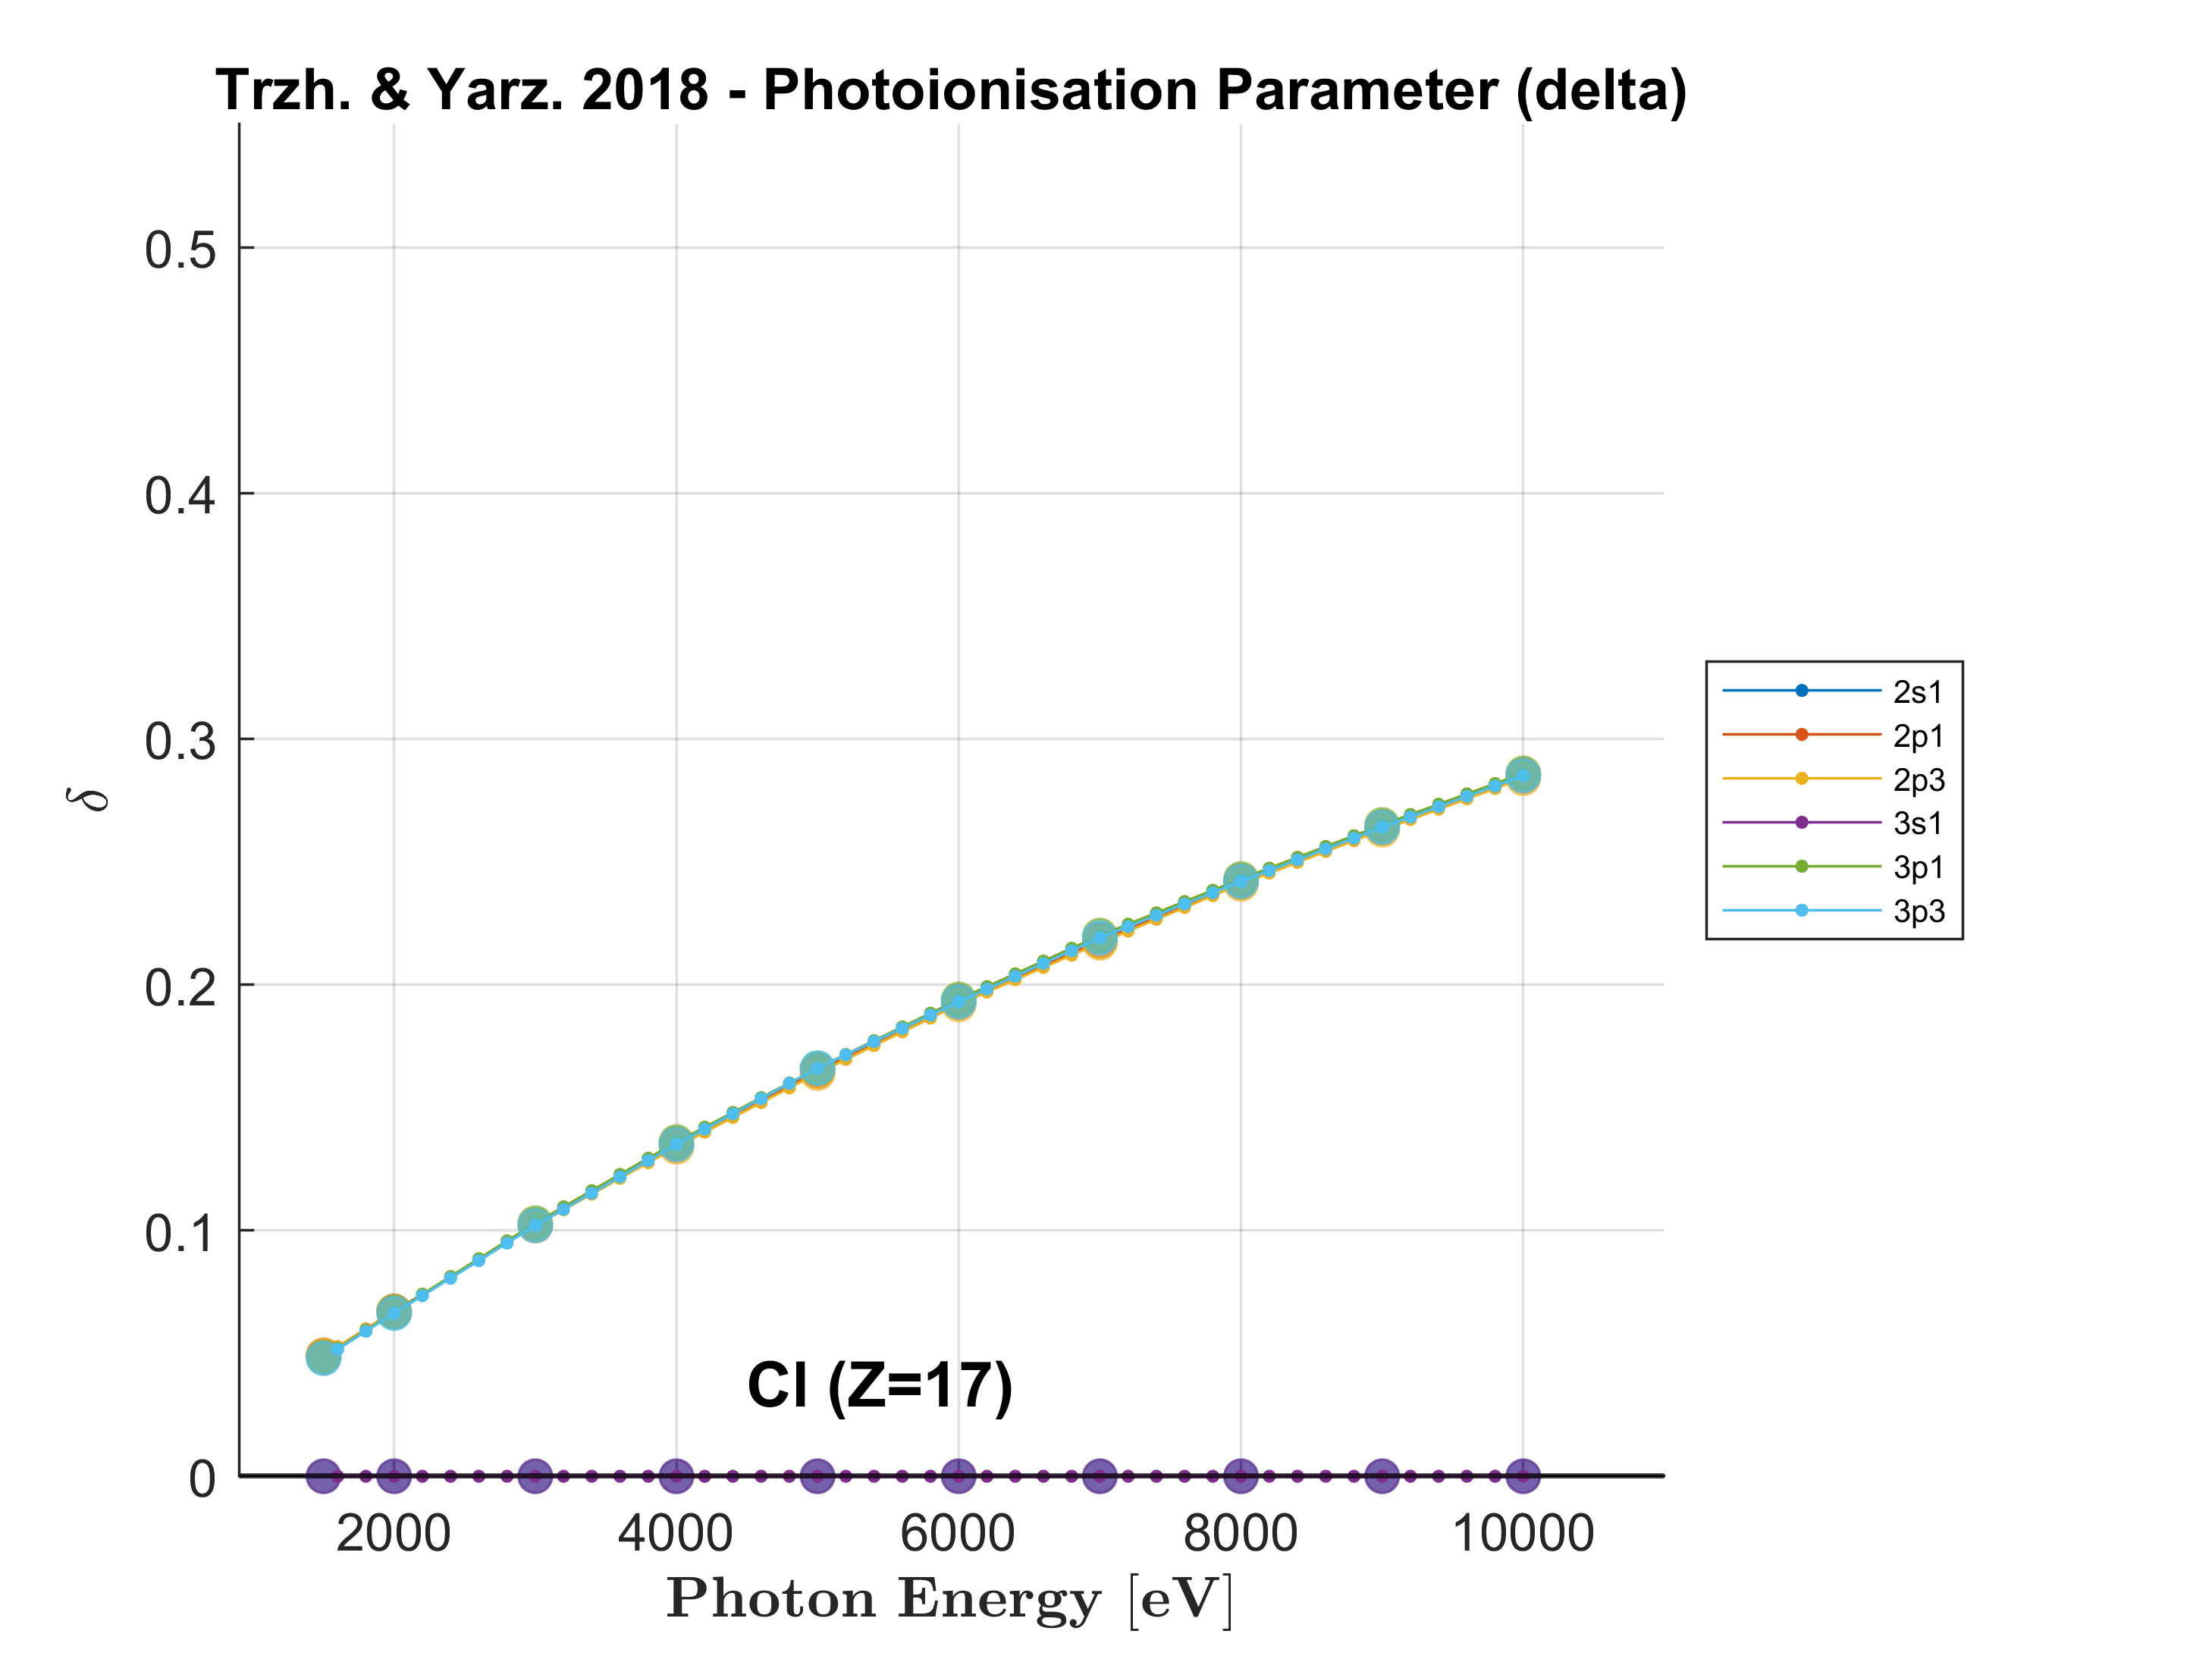 Trzh. & Yarz. 2018 - Photoionisation Parameter (delta)
0.5
0.4
0.3
0.2
0.1
0
δ
2s1
2p1
2p3
3s1
3p1
3p3
Cl (Z=17)
2000 4000 6000 8000 10000
Photon Energy [eV]